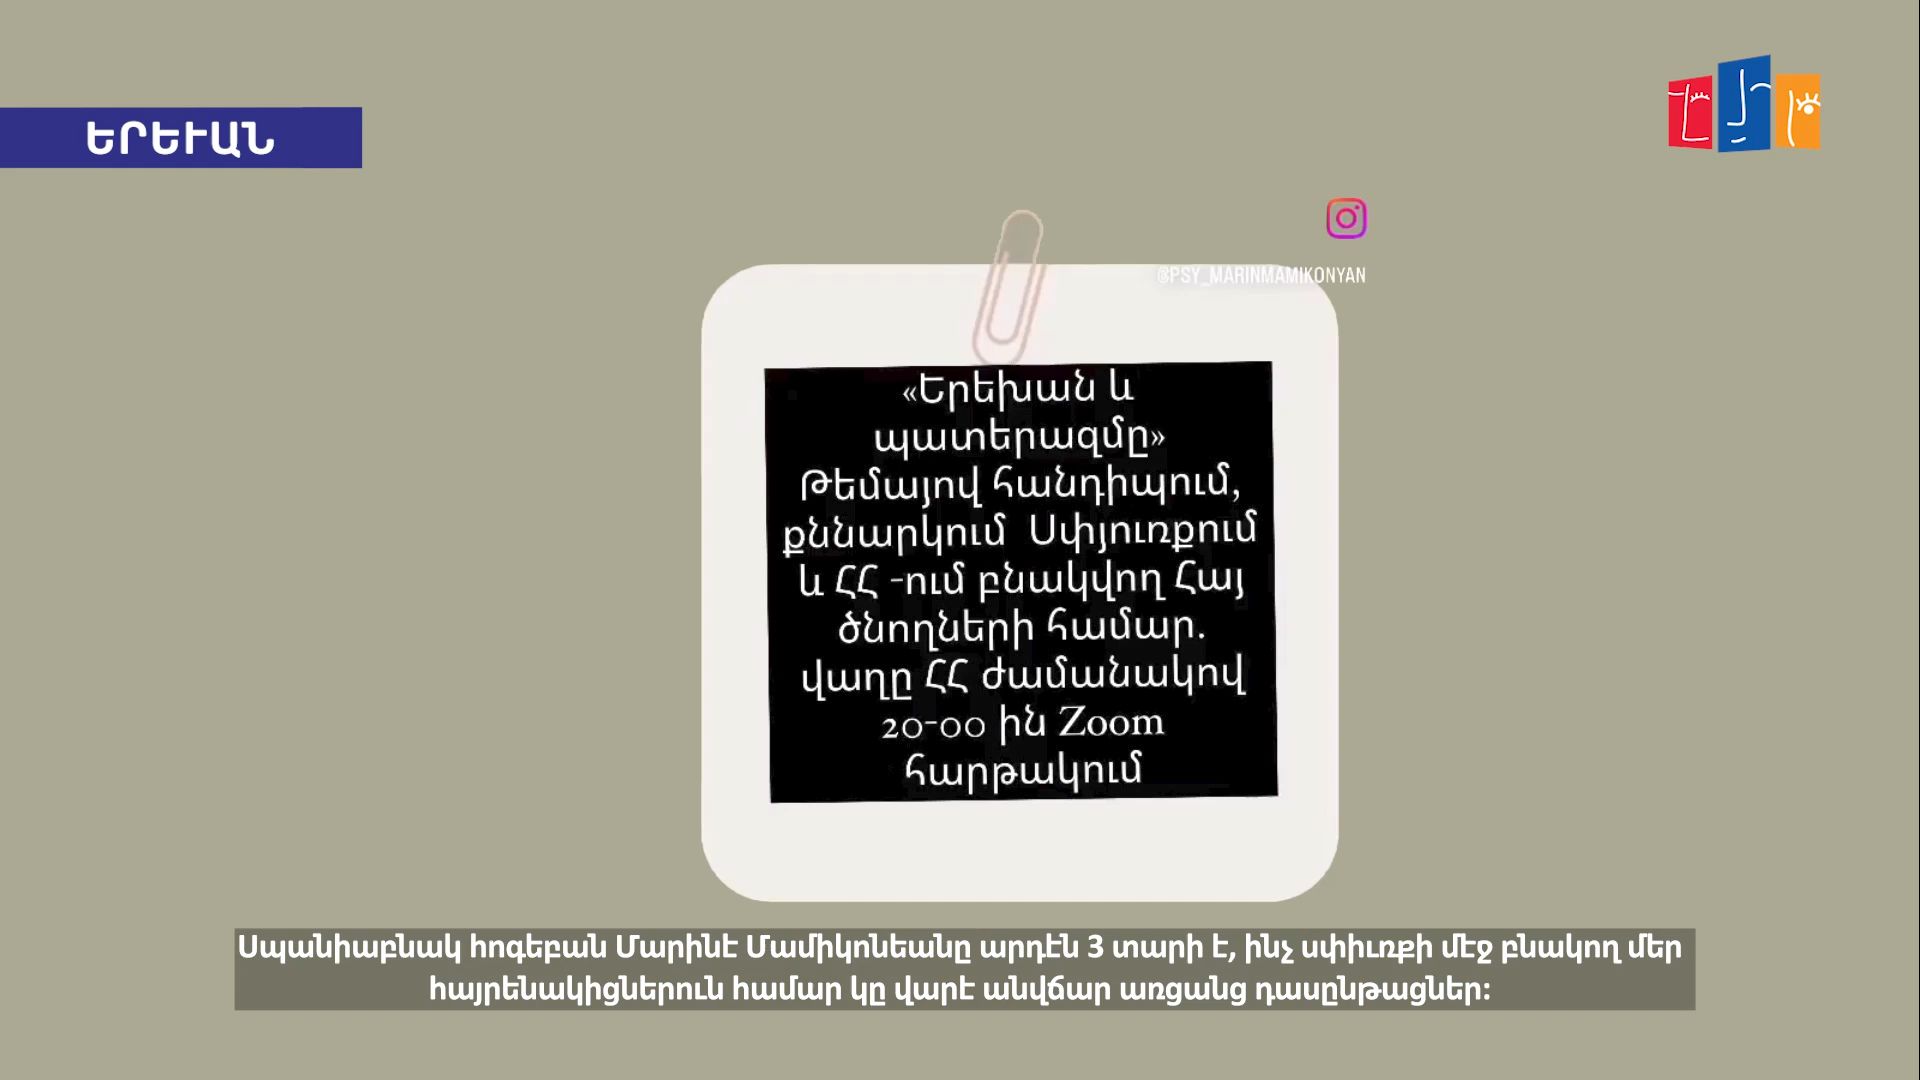 ԵՐԵՒԱՆ
@PSY_MARINMAMIKONYAN
«Երեխան և
պատերազմը»
Թեմայով հանդիպում,
քննարկում Սփյուռքում
և ՀՀ -ում բնակվող Հայ
ծնողների համար.
վաղը ՀՀ ժամանակով
20-00 ին Zoom
հարթակում
Սպանիաբնակ հոգեբան Մարինէ Մամիկոնեանը արդէն 3 տարի է, ինչ սփիւռքի մէջ բնակող մեր
հայրենակիցներուն համար կը վարէ անվճար առցանց դասընթացներ։